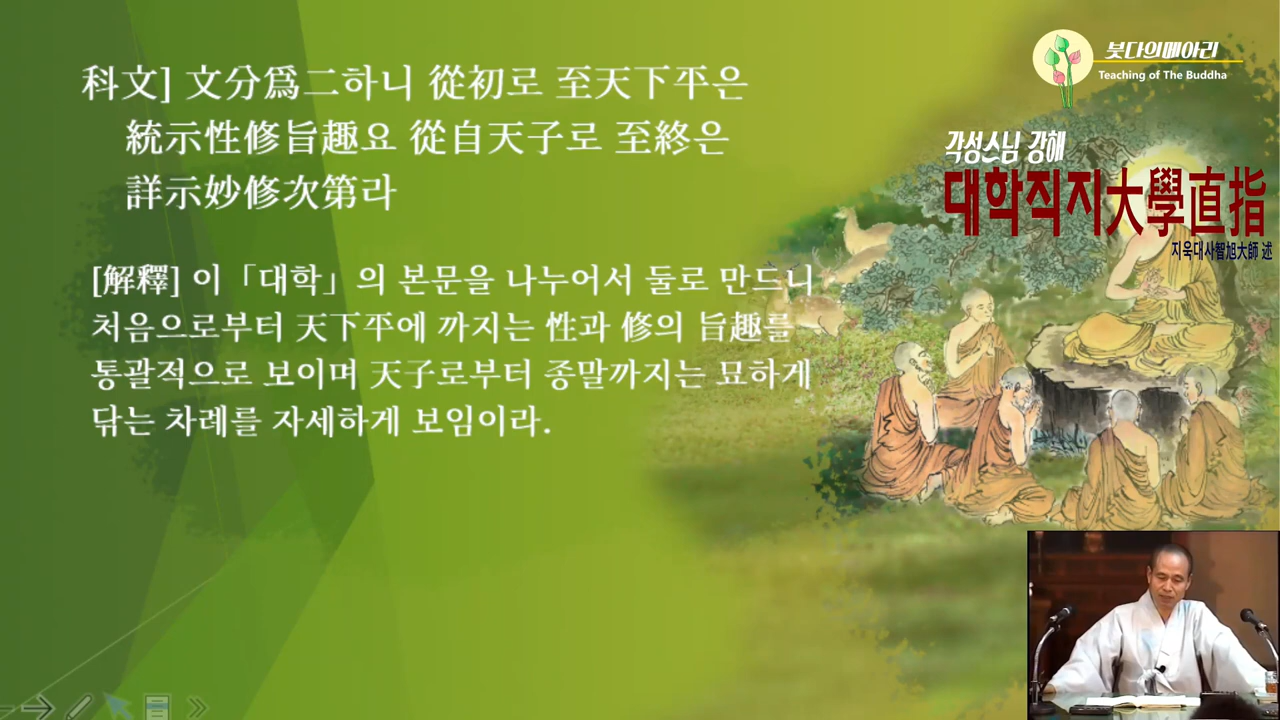 科文] 文分爲二하니 從初로 至天下平은
統示性修旨趣요 從自天子로 至終은
詳示妙修次第라
[解釋] 이「대학」의 본문을 나누어서 둘로 만드니
처음으로부터 天下平에 까지는 性과 修의 旨趣를
통괄적으로 보이며 天子로부터 종말까지는 묘하게
닦는 차례를 자세하게 보임이라.
붓다의메아리
Teaching of The Buddha
각성스님 강해
대학직지大學直指
지욱대사智旭大師 述